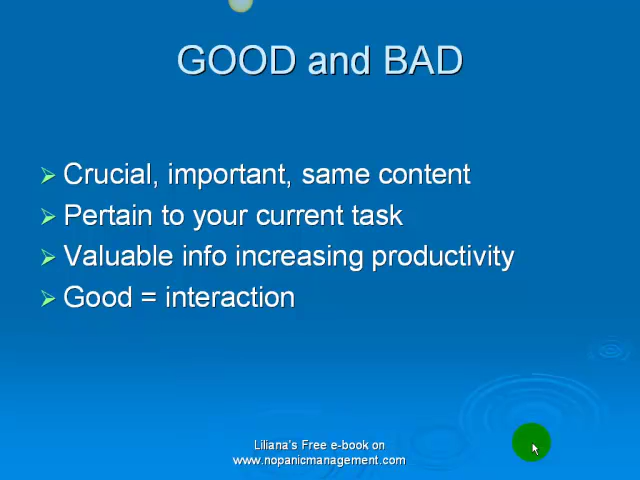 GOOD and BAD
Crucial, important, same content
Pertain to your current task
Valuable info increasing productivity
Good = interaction
Liliana's Free e-book on
www.nopanicmanagement.com